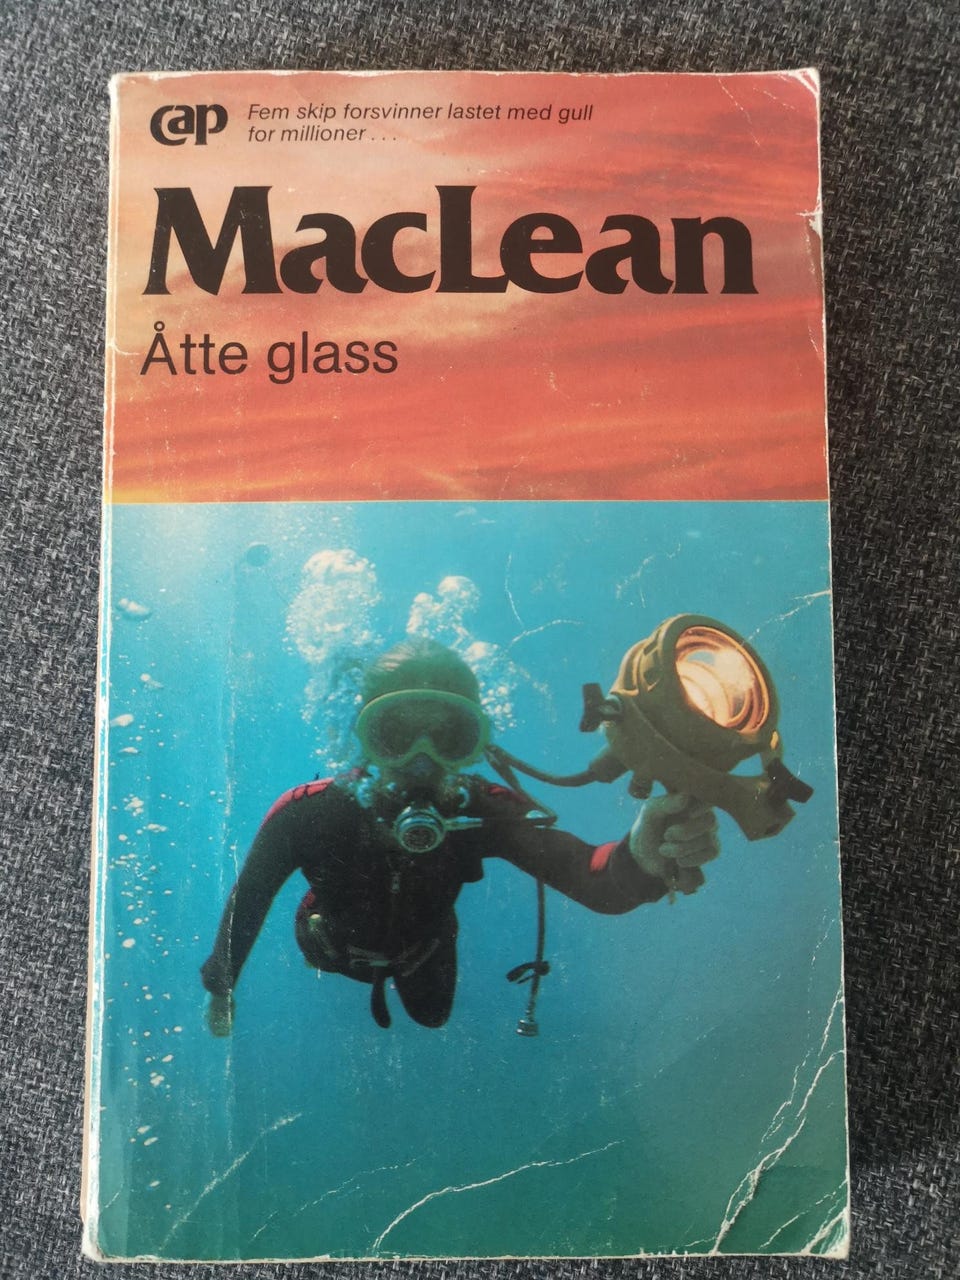 cap
Fem skip forsvinner lastet med gull
for millioner...
MacLean
Åtte glass